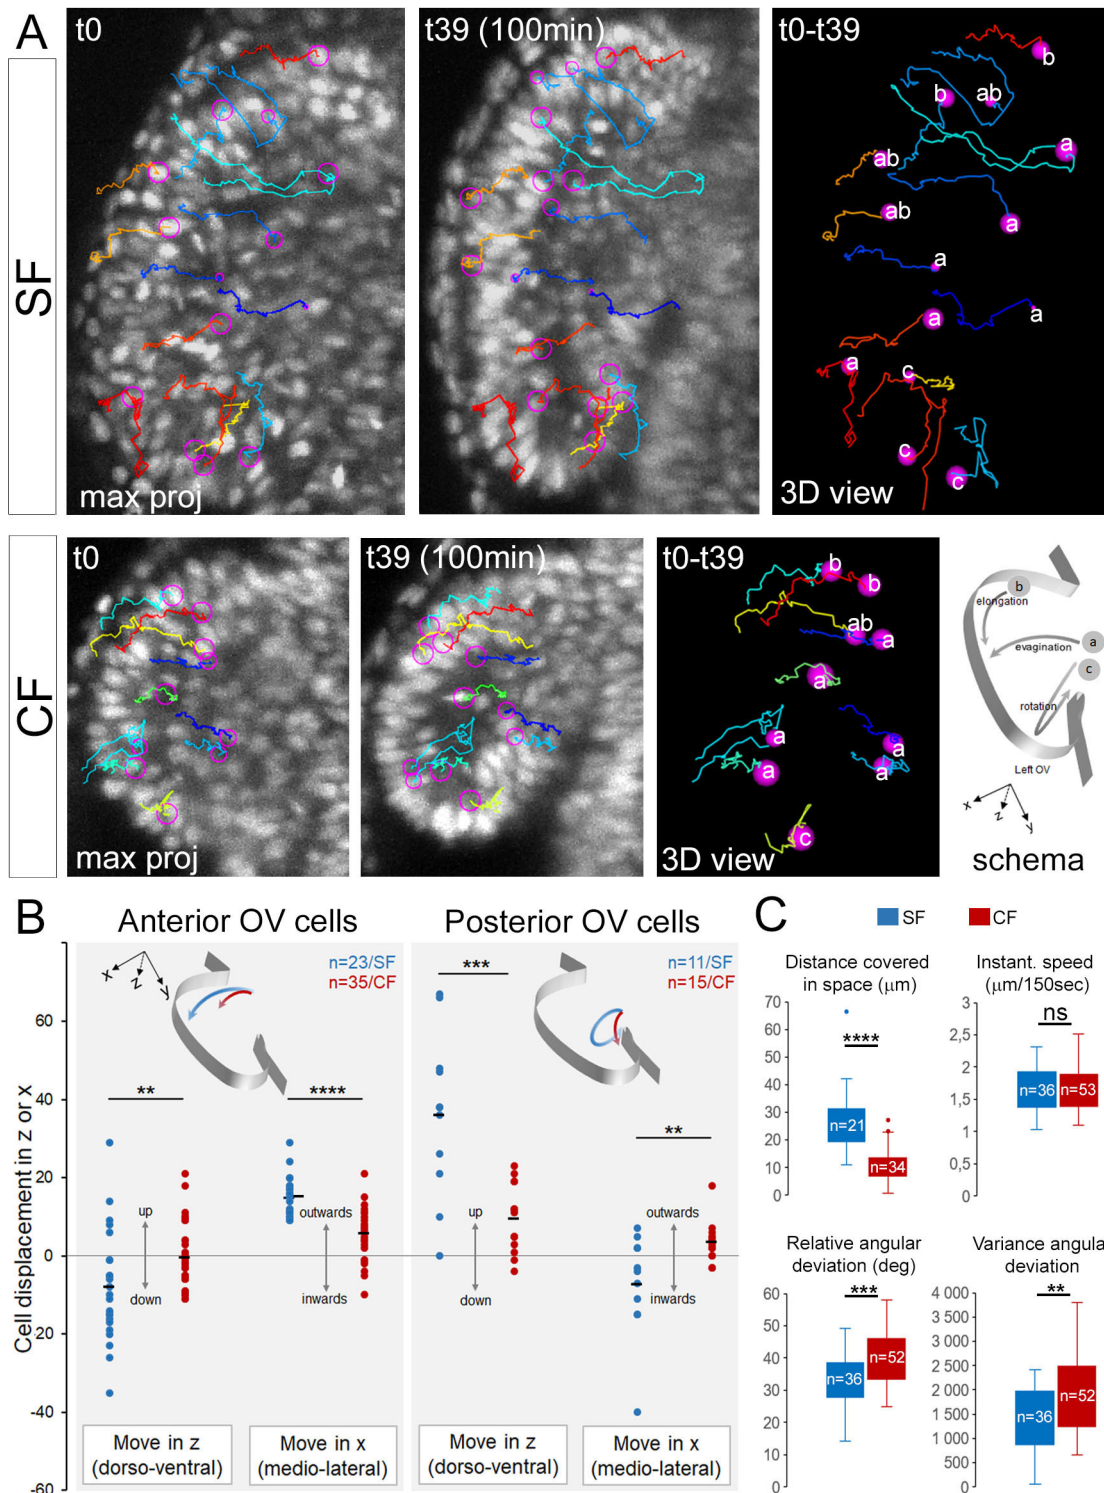 A
SF
t0
max proj
t39 (100min)
t0-t39
b
b
ab
a
ab
ab
a
a
a
a
a
c
c
c
3D view
CF
t0
max proj
t39 (100min)
t0-t39
b
b
ab
a
a
a
a
a
a
c
3D view
b
elongation
a
evagination
c
rotation
Left OV
x
z
y
schema
B
Anterior OV cells
Posterior OV cells
Cell displacement in z or x
60
40
20
0
-20
-40
-60
x
z
y
n=23/SF
n=35/CF
**
****
up
down
outwards
inwards
Move in z
(dorso-ventral)
Move in x
(medio-lateral)
n=11/SF
n=15/CF
***
**
up
down
outwards
inwards
Move in z
(dorso-ventral)
Move in x
(medio-lateral)
C
SF
CF
Distance covered
in space (μm)
70
60
50
40
30
20
10
0
****
n=21
n=34
Instant. speed
(μm/150sec)
3,5
3
2,5
2
1,5
1
0,5
0
ns
n=36
n=53
Relative angular
deviation (deg)
60
50
40
30
20
10
0
***
n=36
n=52
Variance angular
deviation
4 000
3 500
3 000
2 500
2 000
1 500
1 000
500
0
**
n=36
n=52